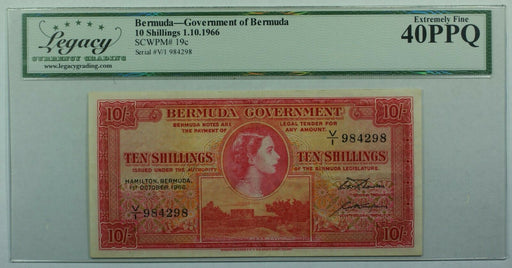 Legacy
CURRENCY GRADING
www.legacygrading.com
Bermuda—Government of Bermuda
10 Shillings 1.10.1966
SCWPM# 19c
Serial #V/1 984298
Extremely Fine
40PPQ
10/-
10/-
BERMUDA GOVERNMENT
BERMUDA NOTES ARE LEGAL TENDER FOR
THE PAYMENT OF ANY AMOUNT.
V/1 984298
TEN SHILLINGS TEN SHILLINGS
ISSUED UNDER THE AUTHORITY OF THE BERMUDA LEGISLATURE.
HAMILTON, BERMUDA.
1ST OCTOBER 1966.
V/1 984298
10/-
10/-